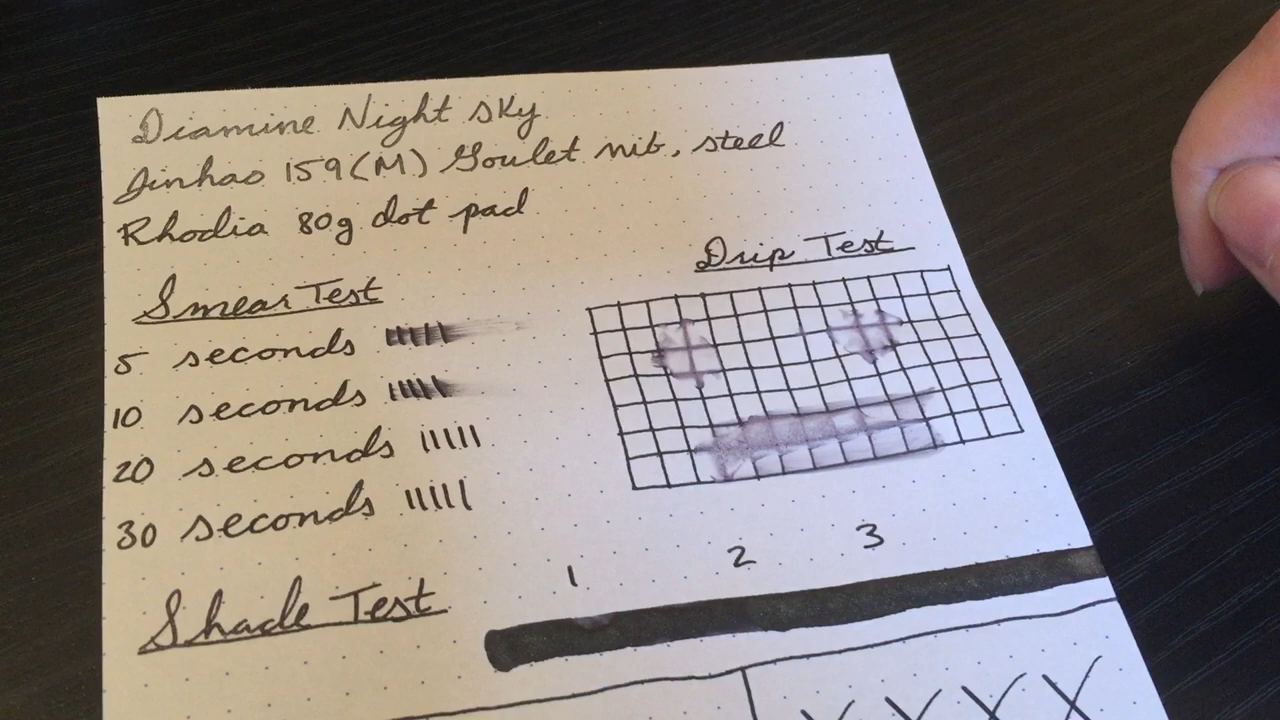 Diamine Night sky
Jinhao 159 (M) Goulet nib, steel
Rhodia 80g dot pad
Drip Test
Smear Test
5 seconds
10 seconds
20 seconds
30 seconds
1 2 3
Shade Test
X X X X